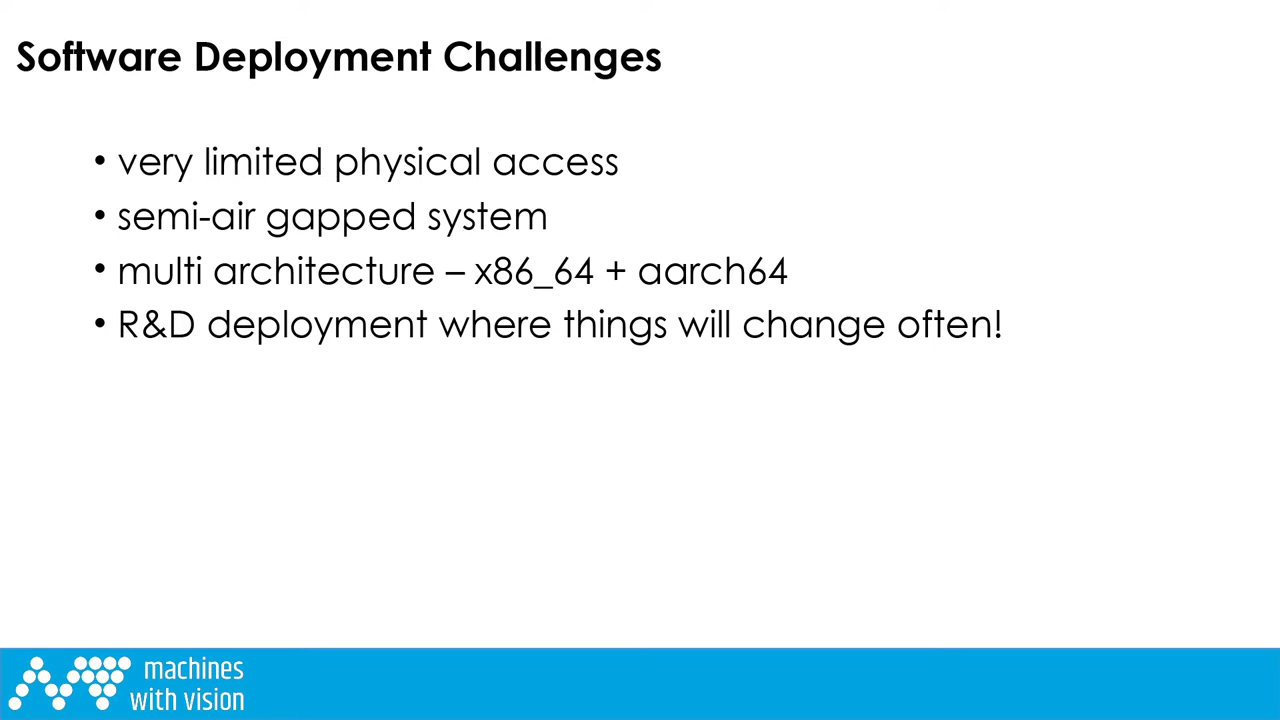 Software Deployment Challenges
• very limited physical access
• semi-air gapped system
• multi architecture – x86_64 + aarch64
• R&D deployment where things will change often!
machines
with vision